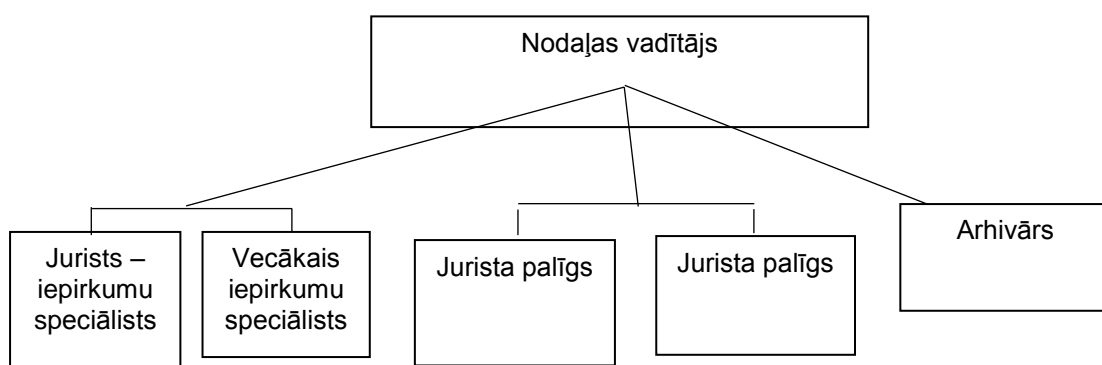 Nodaļas vadītājs
Jurists –
iepirkumu
speciālists
Vecākais
iepirkumu
speciālists
Jurista palīgs
Jurista palīgs
Arhivārs